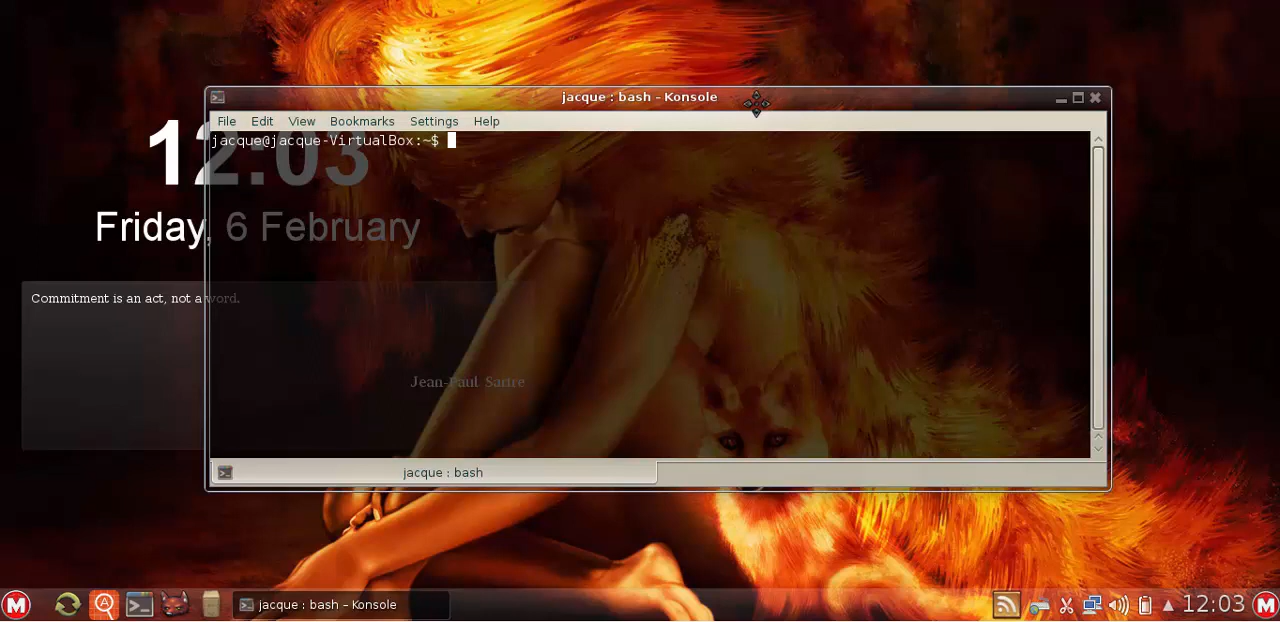 jacque : bash – Konsole
File Edit View Bookmarks Settings Help
jacque@jacque-VirtualBox:~$
12:03
Friday, 6 February
Commitment is an act, not a word.
Jean-Paul Sartre
jacque : bash
M
A
jacque : bash – Konsole
12:03
M